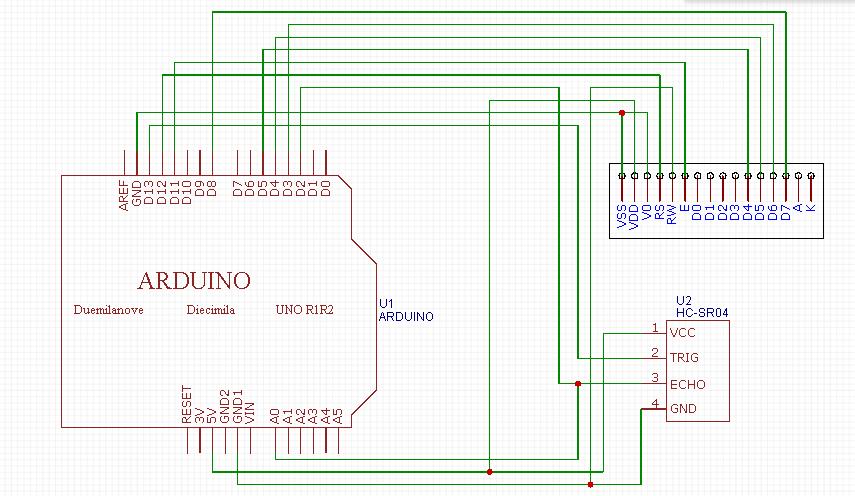 AREF GND D13 D12 D11 D10 D9 D8 D7 D6 D5 D4 D3 D2 D1 D0
VSS VDD V0 RS RW E D0 D1 D2 D3 D4 D5 D6 D7 A K
ARDUINO
Duemilanove Diecimila UNO R1R2
U1
ARDUINO
U2
HC-SR04
1 VCC
2 TRIG
3 ECHO
4 GND
RESET 3V 5V GND2 GND1 VIN A0 A1 A2 A3 A4 A5